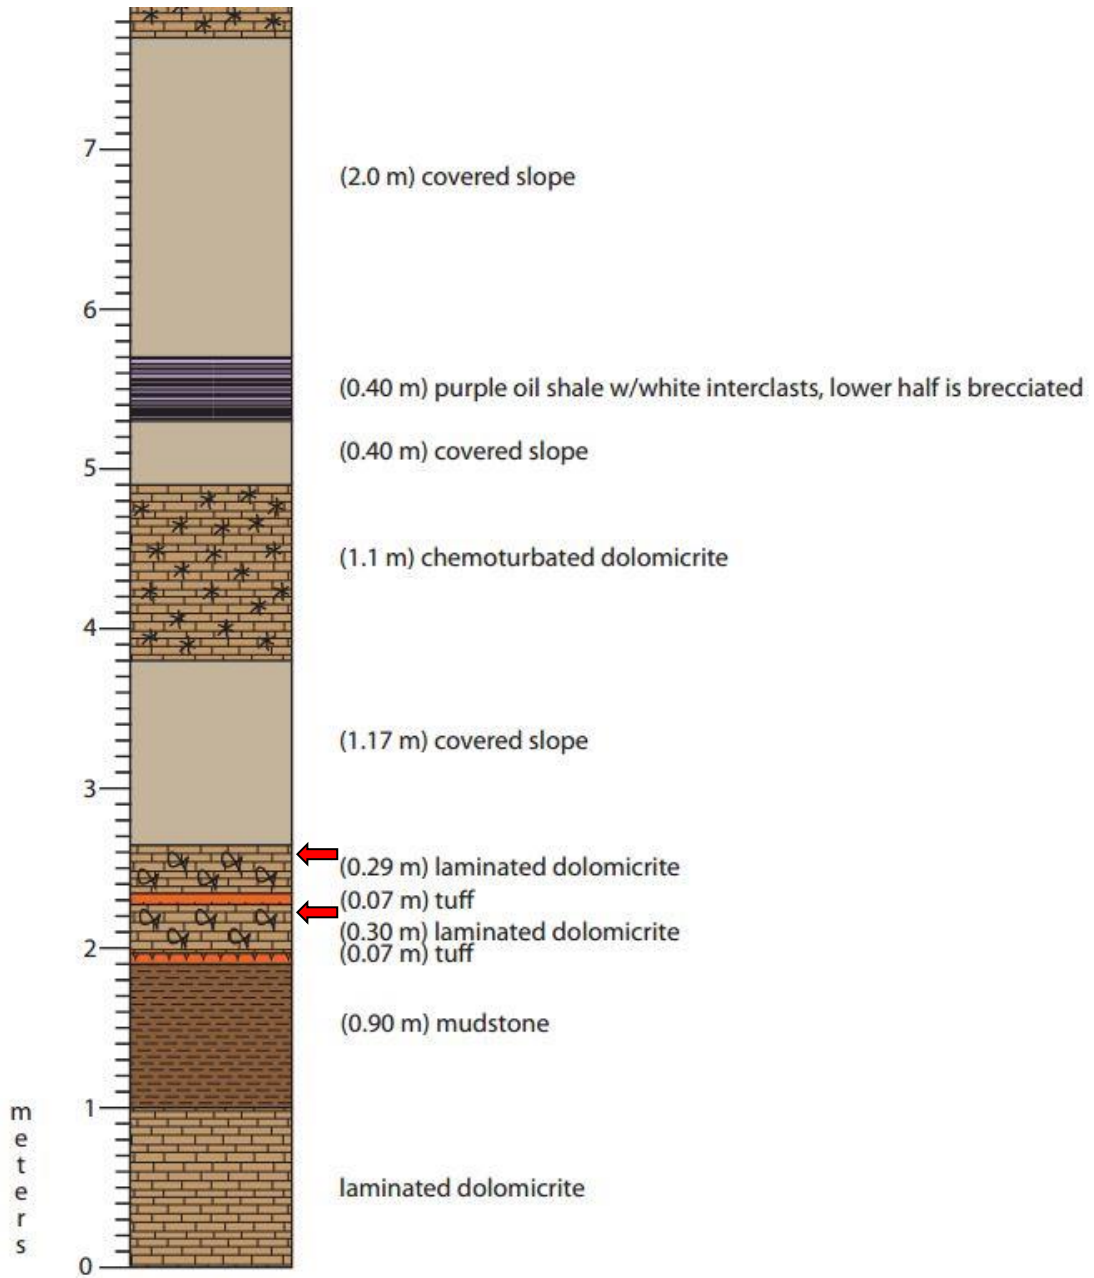 7
(2.0 m) covered slope
6
(0.40 m) purple oil shale w/white interclasts, lower half is brecciated
(0.40 m) covered slope
5
(1.1 m) chemoturbated dolomicrite
4
(1.17 m) covered slope
3
(0.29 m) laminated dolomicrite
(0.07 m) tuff
(0.30 m) laminated dolomicrite
2
(0.07 m) tuff
(0.90 m) mudstone
1
meters
laminated dolomicrite
0